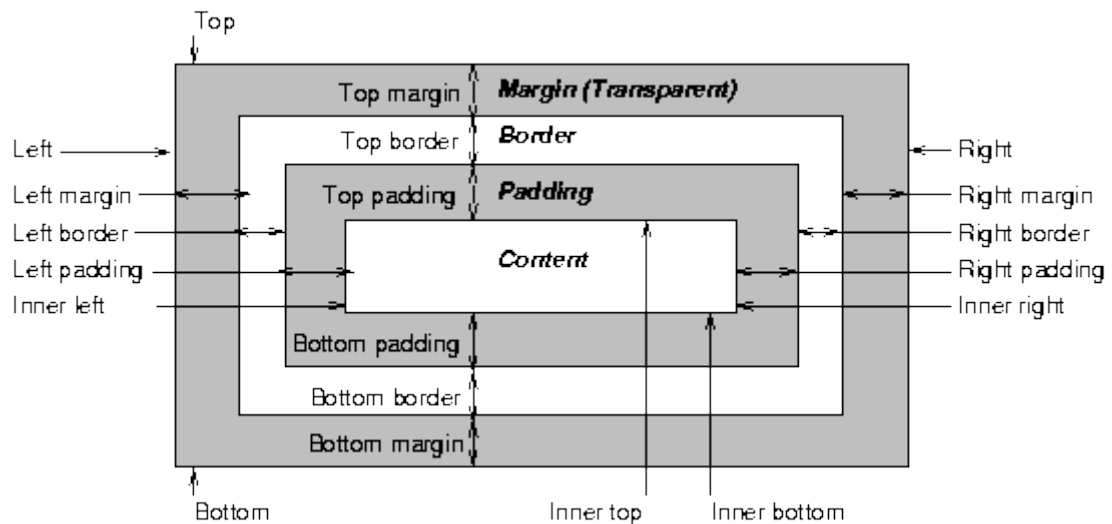 Top
Top margin Margin (Transparent)
Top border Border
Left Right
Left margin Top padding Padding Right margin
Left border Right border
Left padding Content Right padding
Inner left Inner right
Bottom padding
Bottom border
Bottom margin
Bottom Inner top Inner bottom